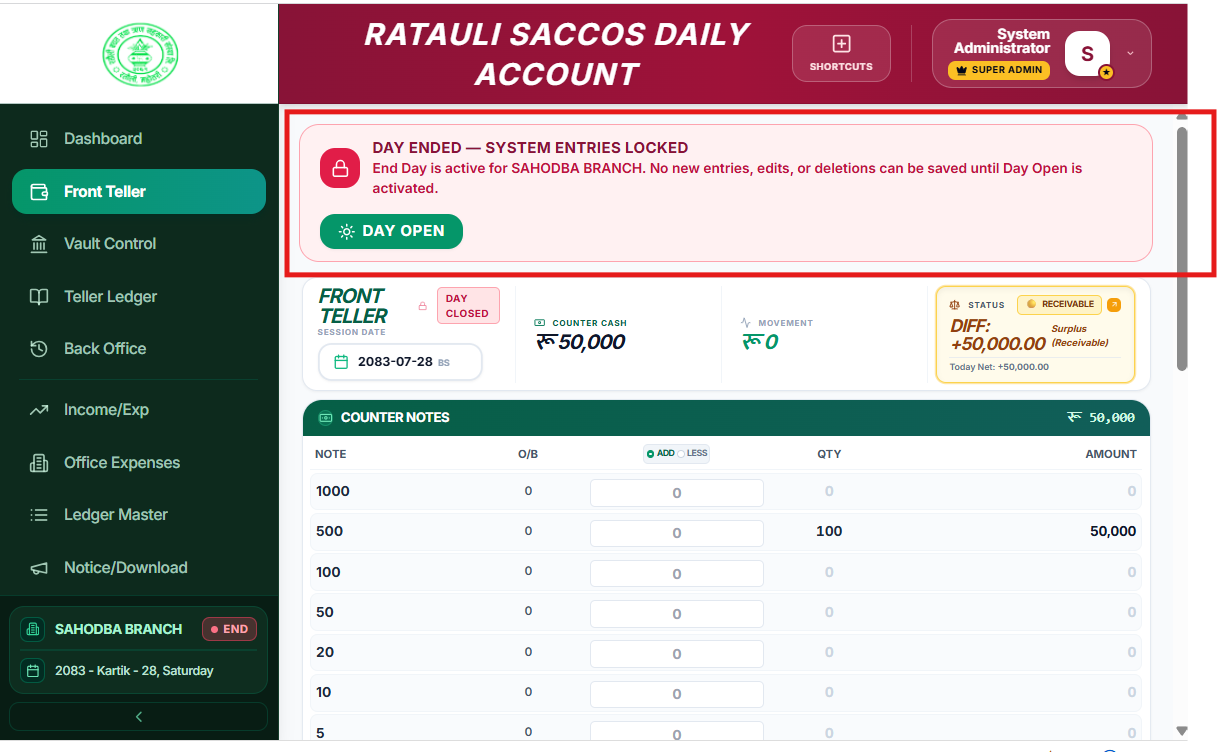 RATAULI SACCOS DAILY
ACCOUNT
SHORTCUTS
System
Administrator
SUPER ADMIN
S
Dashboard
Front Teller
Vault Control
Teller Ledger
Back Office
Income/Exp
Office Expenses
Ledger Master
Notice/Download
SAHODBA BRANCH
END
2083 - Kartik - 28, Saturday
DAY ENDED — SYSTEM ENTRIES LOCKED
End Day is active for SAHODBA BRANCH. No new entries, edits, or deletions can be saved until Day Open is
activated.
DAY OPEN
FRONT
TELLER
DAY
CLOSED
SESSION DATE
2083-07-28 BS
COUNTER CASH
रू 50,000
MOVEMENT
रू 0
STATUS
RECEIVABLE
DIFF:
+50,000.00
Surplus
(Receivable)
Today Net: +50,000.00
COUNTER NOTES रू 50,000
NOTE O/B ADD LESS QTY AMOUNT
1000 0 0 0 0
500 0 0 100 50,000
100 0 0 0 0
50 0 0 0 0
20 0 0 0 0
10 0 0 0 0
5 0 0 0 0